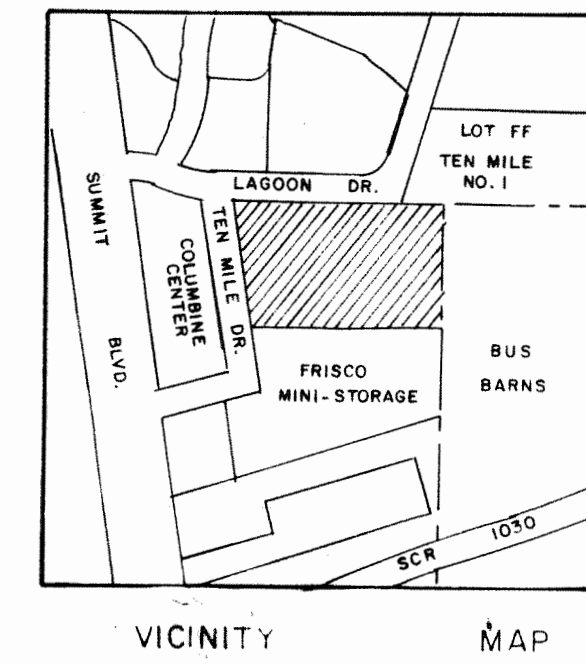 LOT FF
TEN MILE
NO. 1
LAGOON DR.
SUMMIT BLVD.
TEN MILE DR.
COLUMBINE
CENTER
FRISCO
MINI-STORAGE
BUS
BARNS
SCR 1030
VICINITY MAP